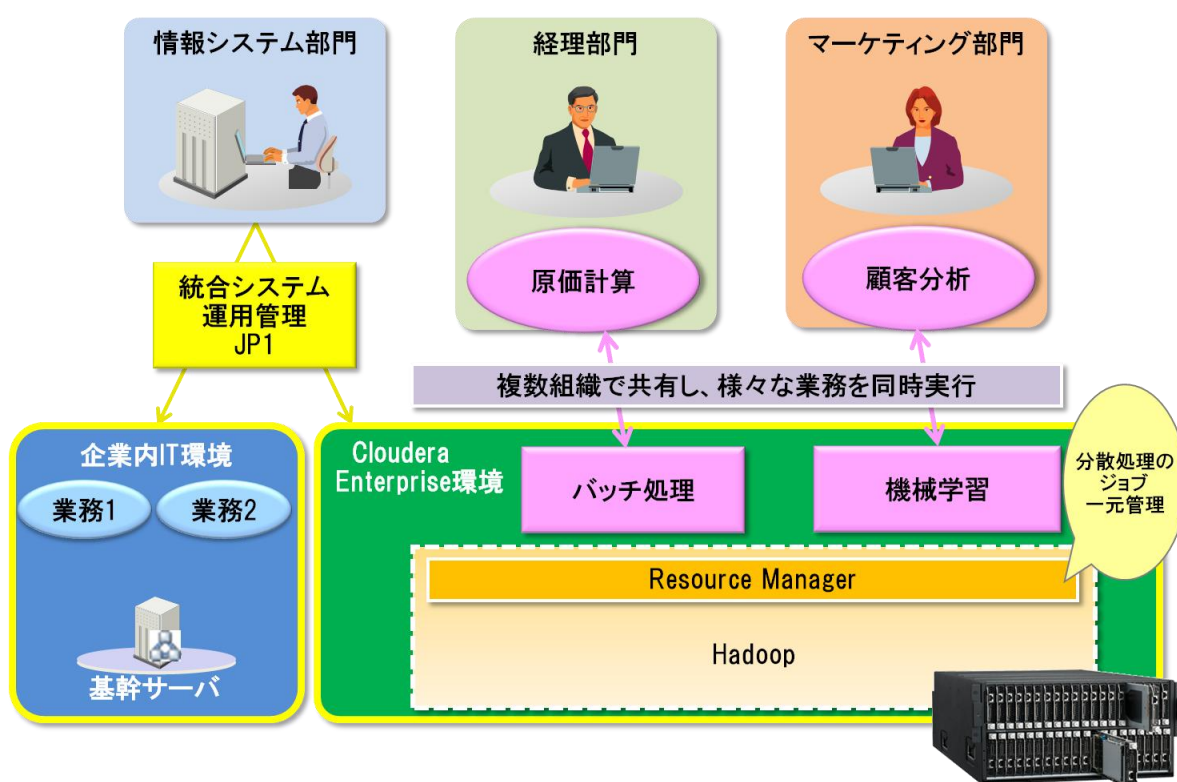 情報システム部門
経理部門
マーケティング部門
原価計算
顧客分析
統合システム
運用管理
JP1
複数組織で共有し、様々な業務を同時実行
企業内IT環境
業務1
業務2
基幹サーバ
Cloudera
Enterprise環境
バッチ処理
機械学習
分散処理の
ジョブ
一元管理
Resource Manager
Hadoop